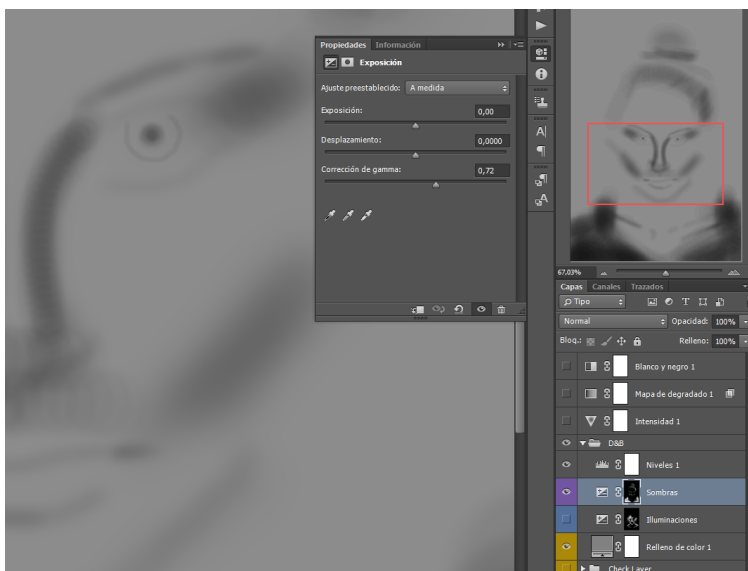 Propiedades Información
Exposición
Ajuste preestablecido: A medida
Exposición: 0,00
Desplazamiento: 0,0000
Corrección de gamma: 0,72
A
¶
A
67,03%
Capas Canales Trazados
Tipo
T
Normal Opacidad: 100%
Bloq.: Relleno: 100%
Blanco y negro 1
Mapa de degradado 1
Intensidad 1
D&B
Niveles 1
Sombras
Illuminaciones
Relleno de color 1
Check Layer